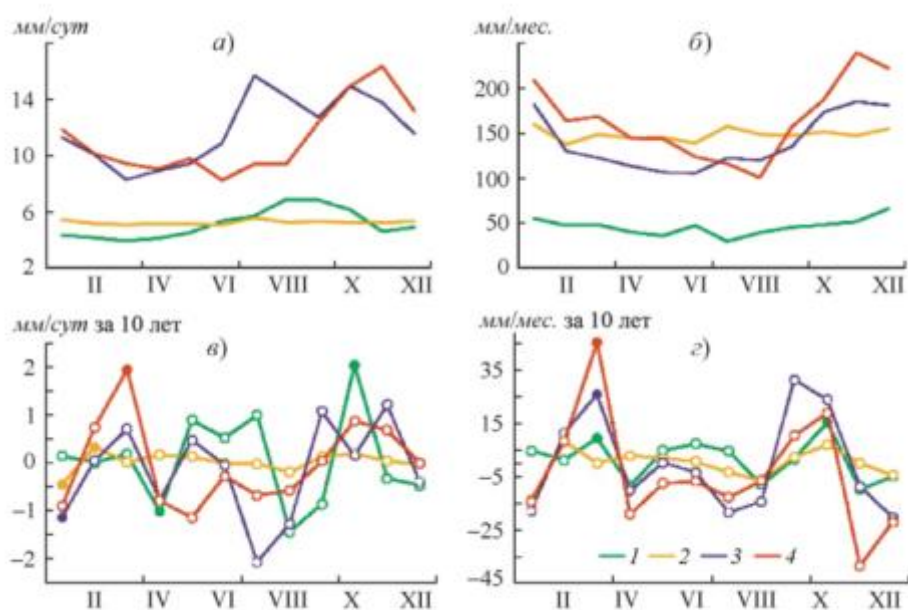 мм/сут
а)
14
10
6
2
II IV VI VIII X XII
мм/мес.
б)
200
150
100
50
0
II IV VI VIII X XII
мм/сут за 10 лет
в)
2
1
0
−1
−2
II IV VI VIII X XII
мм/мес. за 10 лет
г)
35
15
−5
−25
−45
1 2 3 4
II IV VI VIII X XII